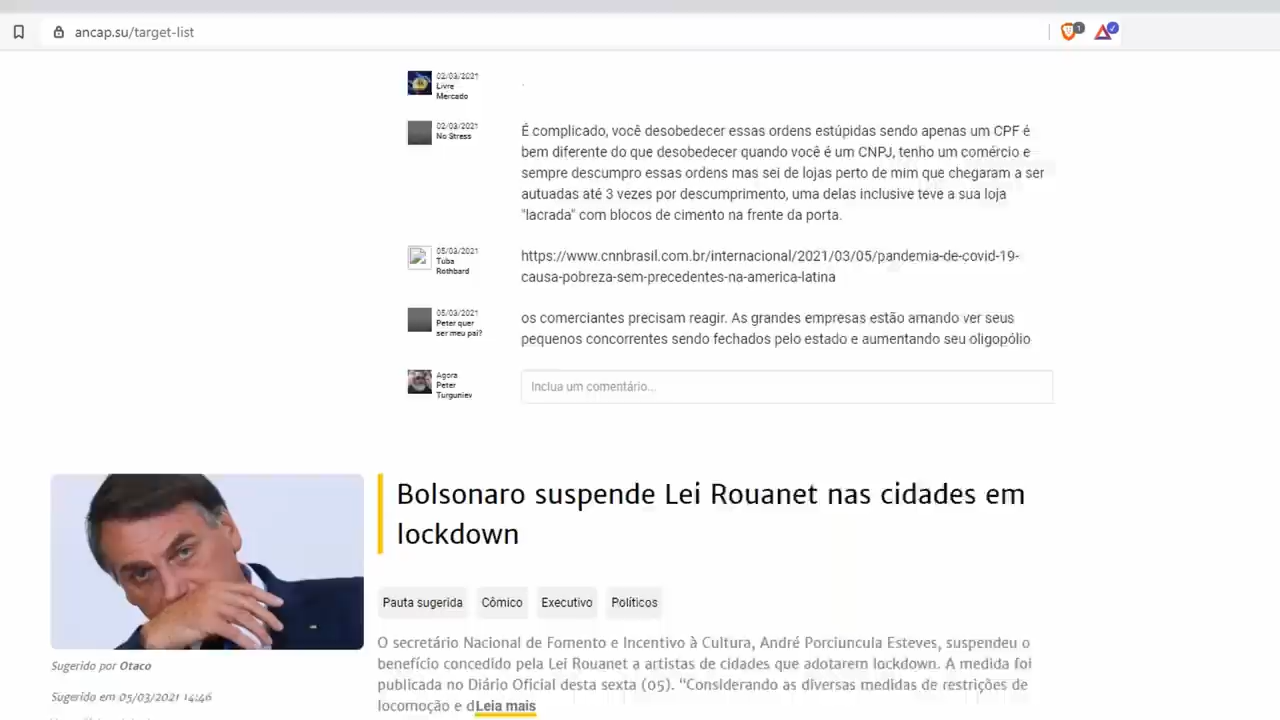 ancap.su/target-list
1
02/03/2021
Livre
Mercado
.
02/03/2021
No Stress
É complicado, você desobedecer essas ordens estúpidas sendo apenas um CPF é
bem diferente do que desobedecer quando você é um CNPJ, tenho um comércio e
sempre descumpro essas ordens mas sei de lojas perto de mim que chegaram a ser
autuadas até 3 vezes por descumprimento, uma delas inclusive teve a sua loja
"lacrada" com blocos de cimento na frente da porta.
05/03/2021
Tuba
Rothbard
https://www.cnnbrasil.com.br/internacional/2021/03/05/pandemia-de-covid-19-
causa-pobreza-sem-precedentes-na-america-latina
05/03/2021
Peter quer
ser meu pai?
os comerciantes precisam reagir. As grandes empresas estão amando ver seus
pequenos concorrentes sendo fechados pelo estado e aumentando seu oligopólio
Agora
Peter
Turguniev
Inclua um comentário...
Bolsonaro suspende Lei Rouanet nas cidades em
lockdown
Pauta sugerida Cômico Executivo Políticos
O secretário Nacional de Fomento e Incentivo à Cultura, André Porciuncula Esteves, suspendeu o
benefício concedido pela Lei Rouanet a artistas de cidades que adotarem lockdown. A medida foi
publicada no Diário Oficial desta sexta (05). “Considerando as diversas medidas de restrições de
locomoção e dLeia mais
Sugerido por Otaco
Sugerido em 05/03/2021 14:46